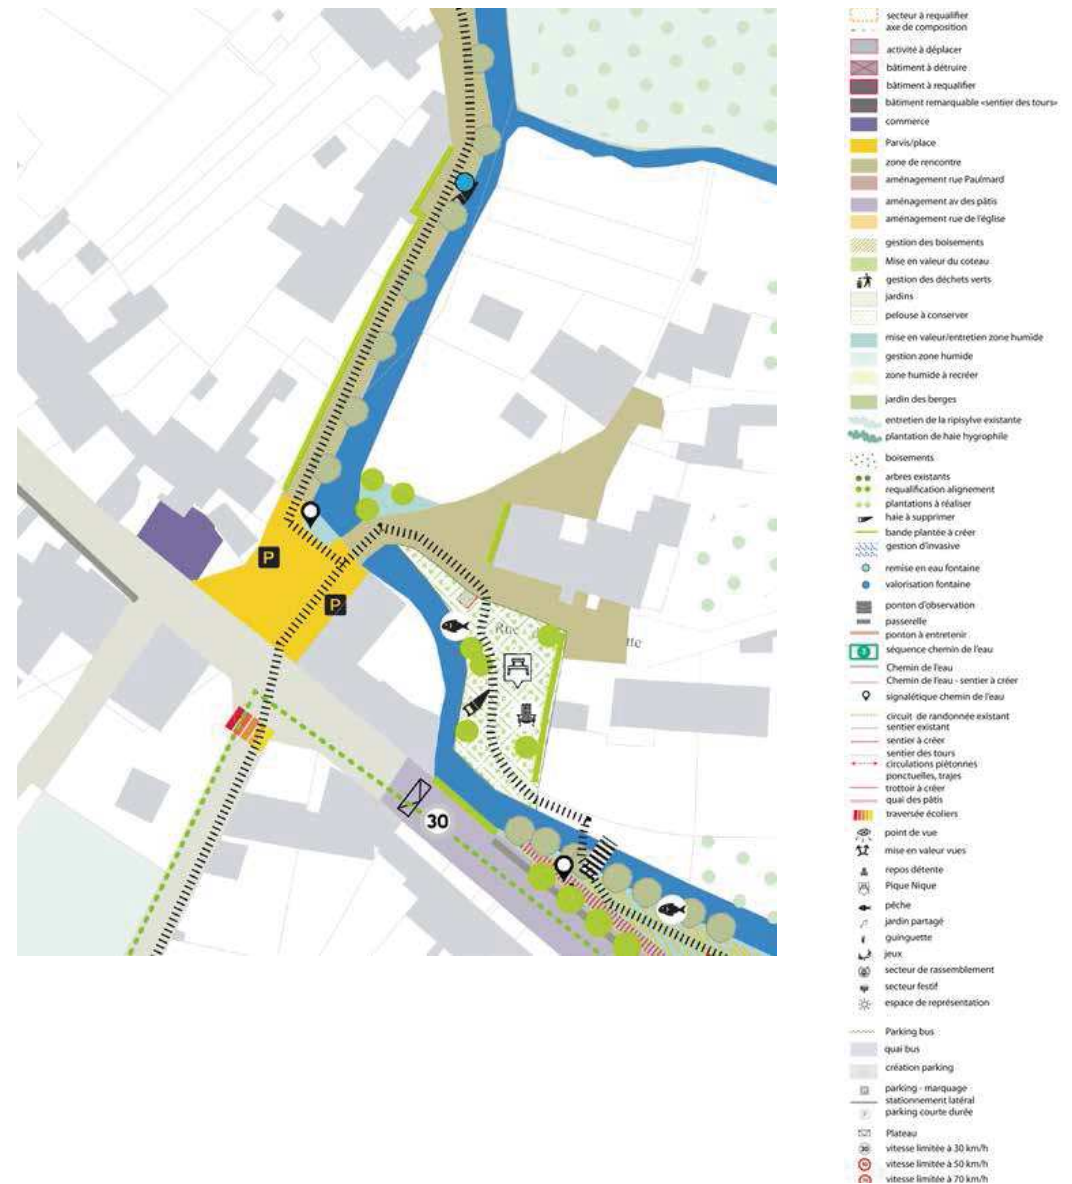 P
P
Rue
tte
30
secteur à requalifier
axe de composition
activité à déplacer
bâtiment à détruire
bâtiment à requalifier
bâtiment remarquable «sentier des tours»
commerce
Parvis/place
zone de rencontre
aménagement rue Paulmard
aménagement av des pâtis
aménagement rue de l'église
gestion des boisements
Mise en valeur du coteau
gestion des déchets verts
jardins
pelouse à conserver
mise en valeur/entretien zone humide
gestion zone humide
zone humide à recréer
jardin des berges
entretien de la ripisylve existante
plantation de haie hygrophile
boisements
arbres existants
requalification alignement
plantations à réaliser
haie à supprimer
bande plantée à créer
gestion d'invasive
remise en eau fontaine
valorisation fontaine
ponton d'observation
passerelle
ponton à entretenir
séquence chemin de l'eau
Chemin de l'eau
Chemin de l'eau - sentier à créer
signalétique chemin de l'eau
circuit de randonnée existant
sentier existant
sentier à créer
sentier des tours
circulations piétonnes
ponctuelles, trajes
trottoir à créer
quai des pâtis
traversée écoliers
point de vue
mise en valeur vues
repos détente
Pique Nique
pêche
jardin partagé
guinguette
jeux
secteur de rassemblement
secteur festif
espace de représentation
Parking bus
quai bus
création parking
parking - marquage
stationnement latéral
parking courte durée
Plateau
30 vitesse limitée à 30 km/h
vitesse limitée à 50 km/h
vitesse limitée à 70 km/h